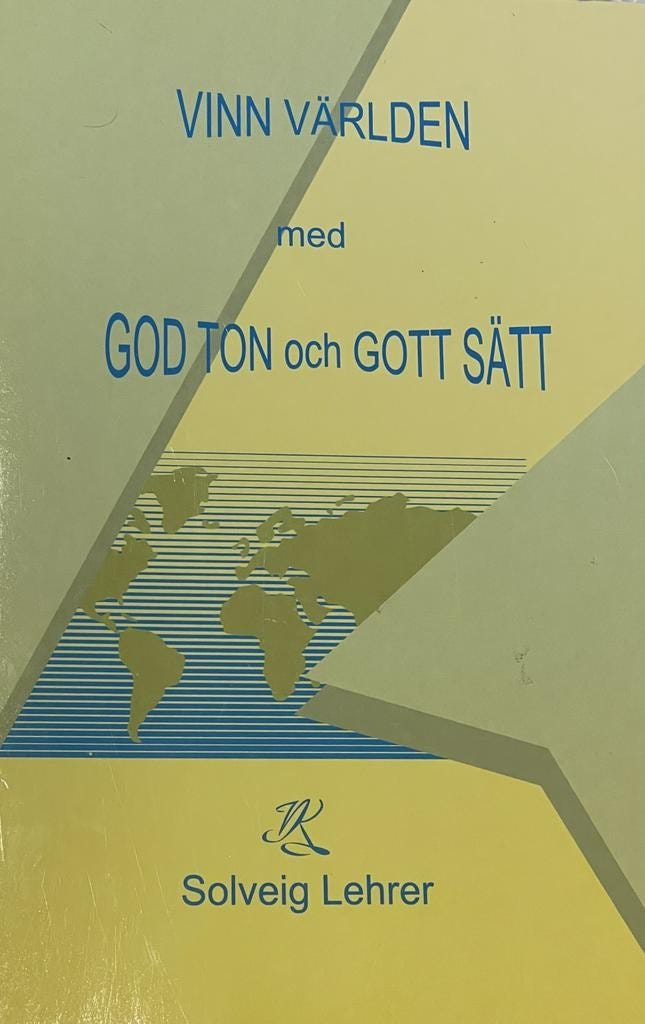 VINN VÄRLDEN
med
GOD TON och GOTT SÄTT
Solveig Lehrer